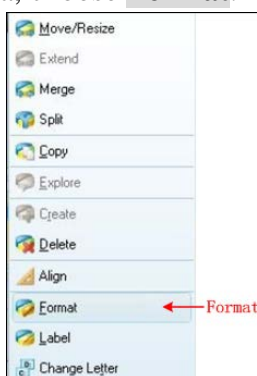 Move/Resize
Extend
Merge
Split
Copy
Explore
Create
Delete
Align
Format
Format
Label
Change Letter